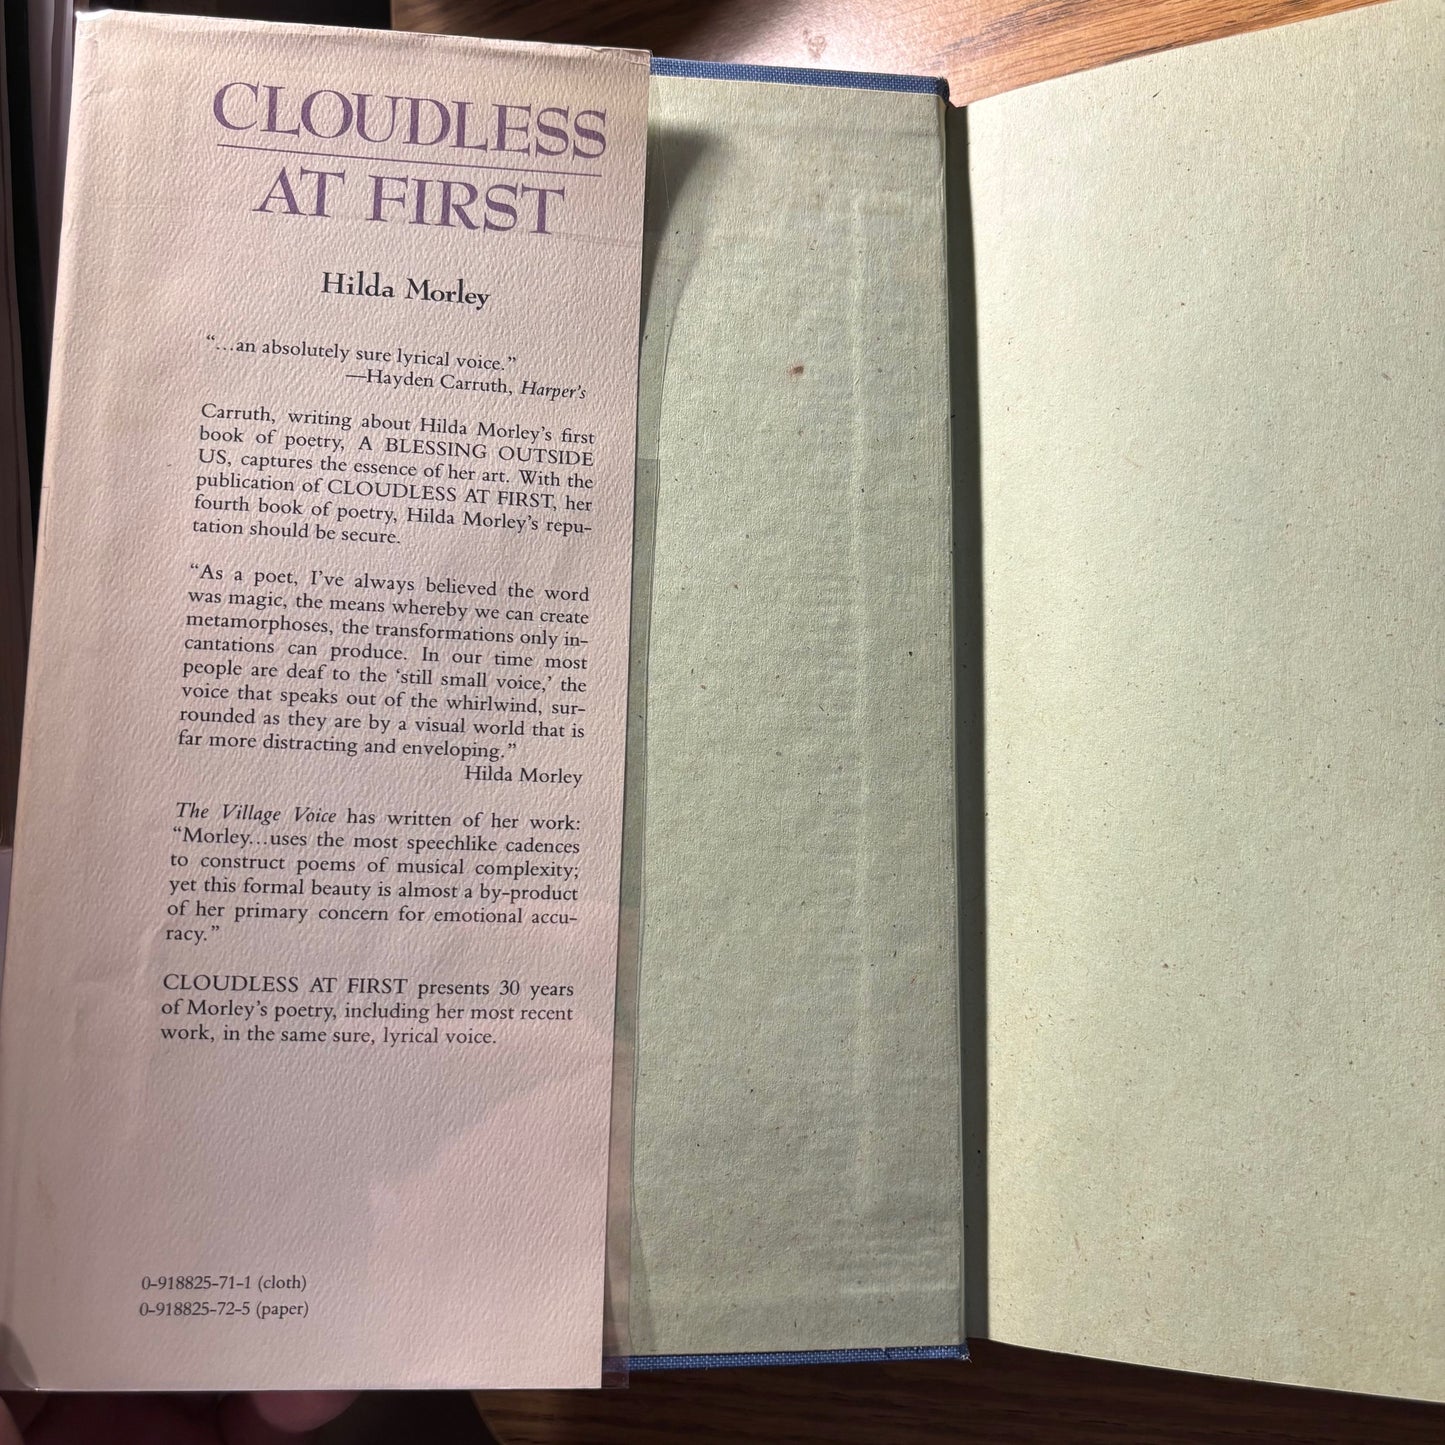 CLOUDLESS
AT FIRST
Hilda Morley
“...an absolutely sure lyrical voice.”
—Hayden Carruth, Harper’s
Carruth, writing about Hilda Morley’s first
book of poetry, A BLESSING OUTSIDE
US, captures the essence of her art. With the
publication of CLOUDLESS AT FIRST, her
fourth book of poetry, Hilda Morley’s repu-
tation should be secure.
“As a poet, I’ve always believed the word
was magic, the means whereby we can create
metamorphoses, the transformations only in-
cantations can produce. In our time most
people are deaf to the ‘still small voice,’ the
voice that speaks out of the whirlwind, sur-
rounded as they are by a visual world that is
far more distracting and enveloping.”
Hilda Morley
The Village Voice has written of her work:
“Morley...uses the most speechlike cadences
to construct poems of musical complexity;
yet this formal beauty is almost a by-product
of her primary concern for emotional accu-
racy.”
CLOUDLESS AT FIRST presents 30 years
of Morley’s poetry, including her most recent
work, in the same sure, lyrical voice.
0-918825-71-1 (cloth)
0-918825-72-5 (paper)